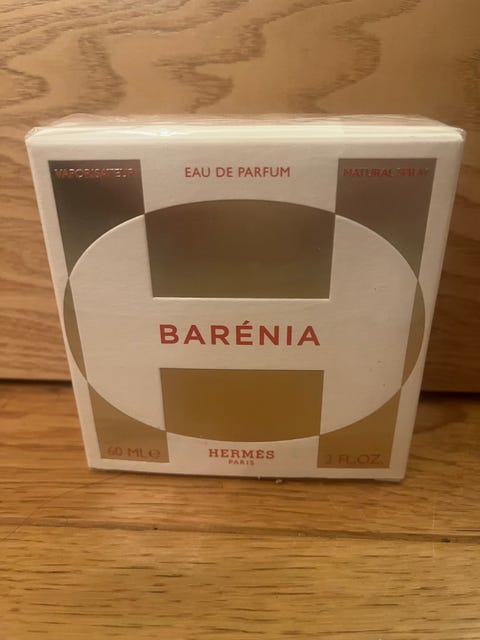 VAPORISATEUR
EAU DE PARFUM
NATURAL SPRAY
BARÉNIA
60 ML℮
HERMÈS
PARIS
2 FL.OZ.